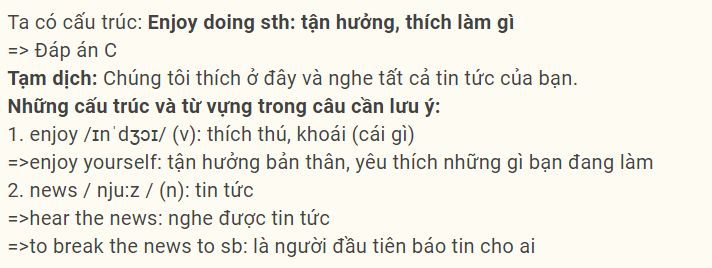 Ta có cấu trúc: Enjoy doing sth: tận hưởng, thích làm gì
=> Đáp án C
Tạm dịch: Chúng tôi thích ở đây và nghe tất cả tin tức của bạn.
Những cấu trúc và từ vựng trong câu cần lưu ý:
1. enjoy /ɪnˈdʒɔɪ/ (v): thích thú, khoái (cái gì)
=>enjoy yourself: tận hưởng bản thân, yêu thích những gì bạn đang làm
2. news / nju:z / (n): tin tức
=>hear the news: nghe được tin tức
=>to break the news to sb: là người đầu tiên báo tin cho ai